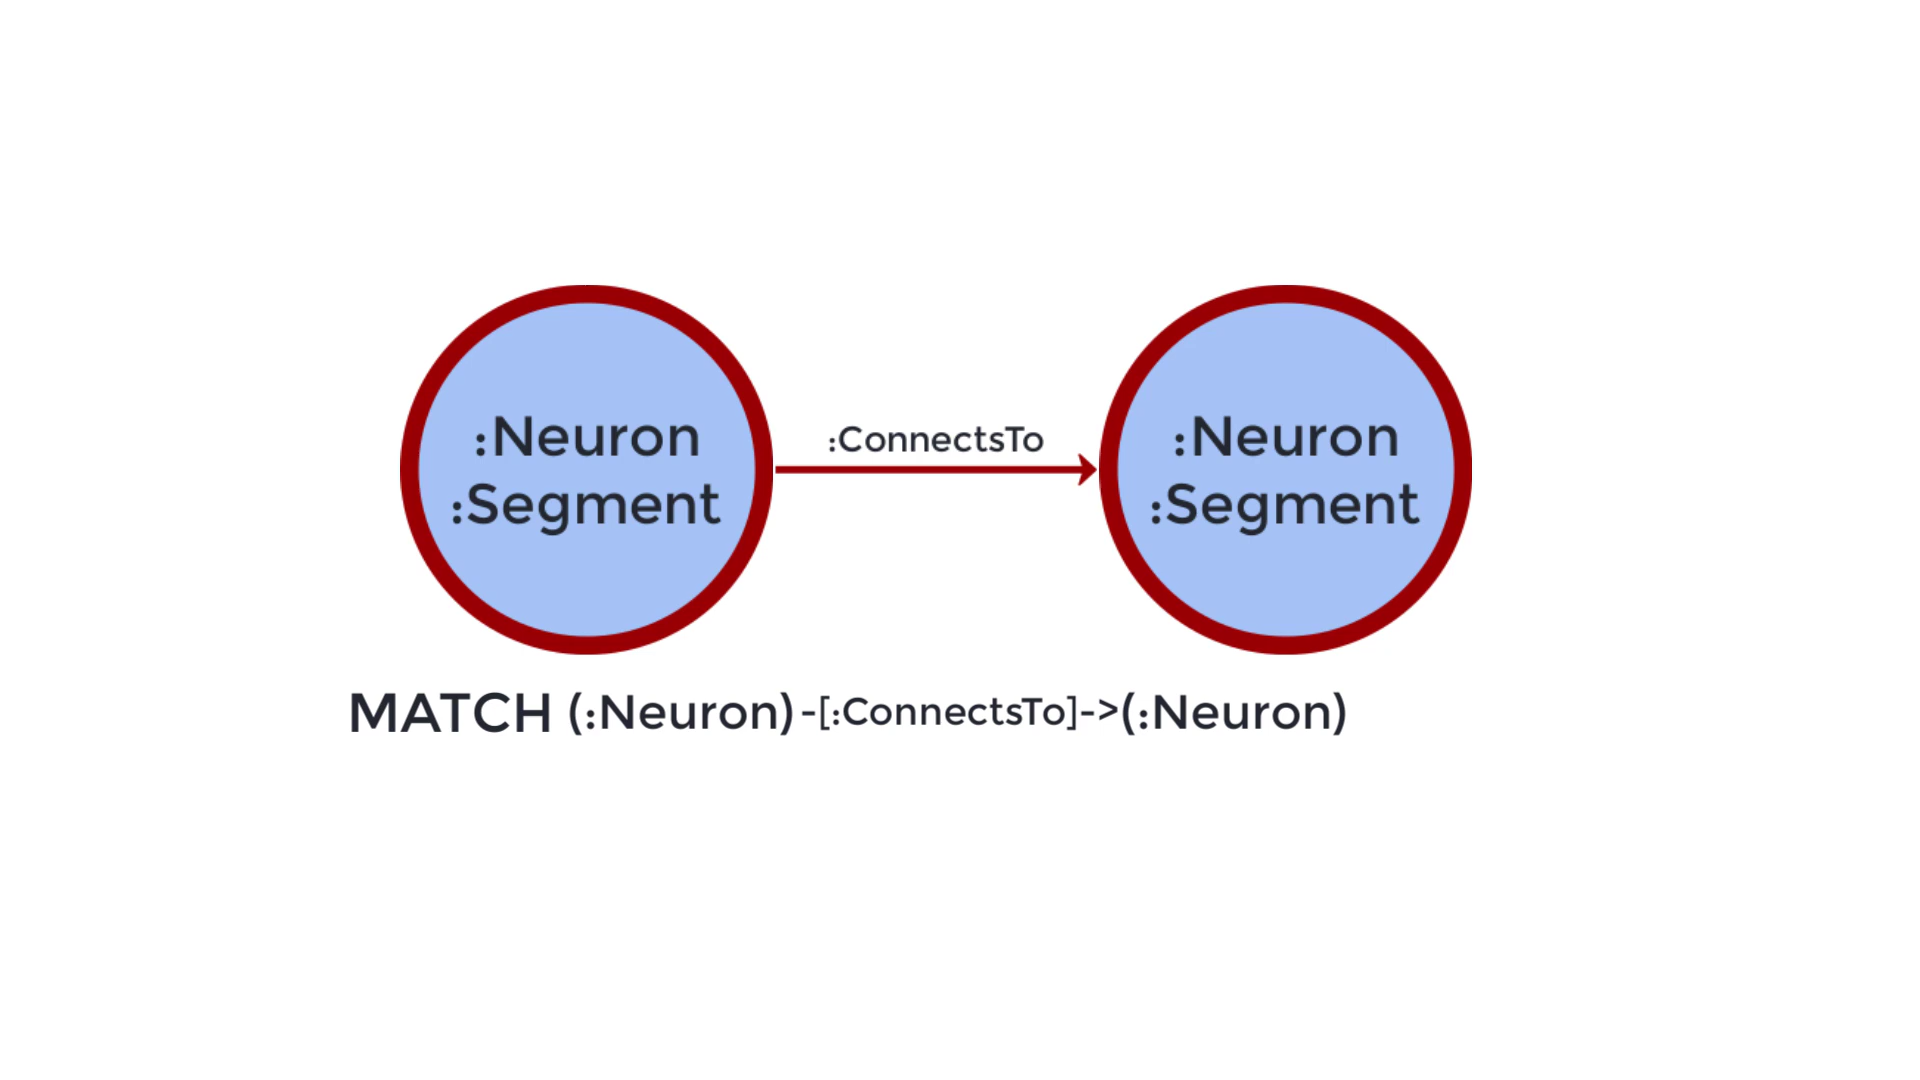 :Neuron
:Segment
:ConnectsTo
:Neuron
:Segment
MATCH (:Neuron)-[:ConnectsTo]->(:Neuron)